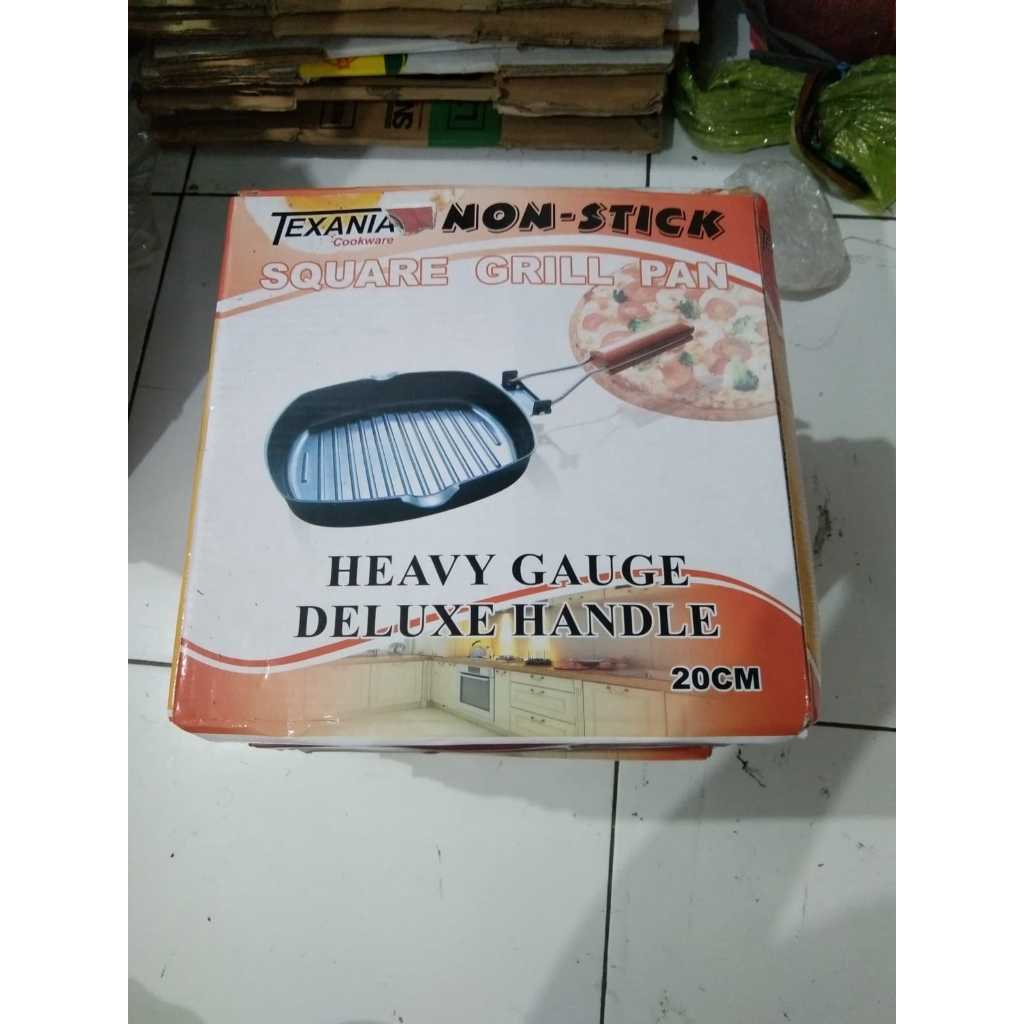 TEXANIA NON-STICK
Cookware
SQUARE GRILL PAN
HEAVY GAUGE
DELUXE HANDLE
20CM